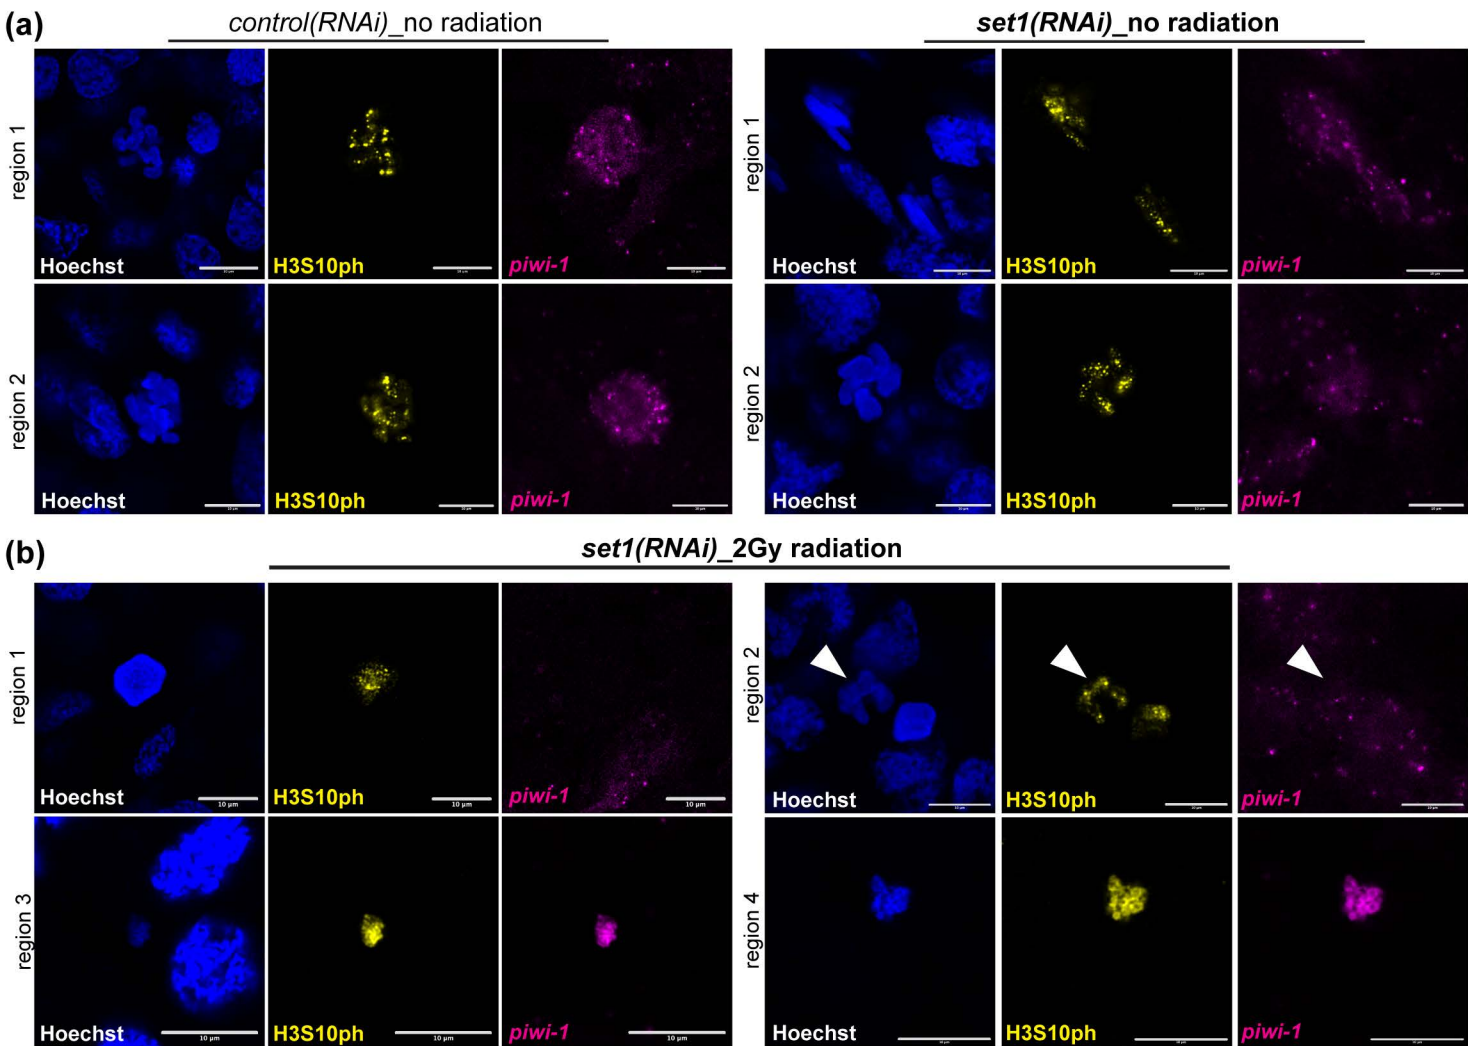 (a)
control(RNAi)_no radiation
set1(RNAi)_no radiation
region 1
Hoechst
H3S10ph
piwi-1
region 1
Hoechst
H3S10ph
piwi-1
region 2
Hoechst
H3S10ph
piwi-1
region 2
Hoechst
H3S10ph
piwi-1
(b)
set1(RNAi)_2Gy radiation
region 1
Hoechst
10 µm
H3S10ph
10 µm
piwi-1
10 µm
region 2
Hoechst
H3S10ph
piwi-1
region 3
Hoechst
10 µm
H3S10ph
10 µm
piwi-1
10 µm
region 4
Hoechst
H3S10ph
piwi-1